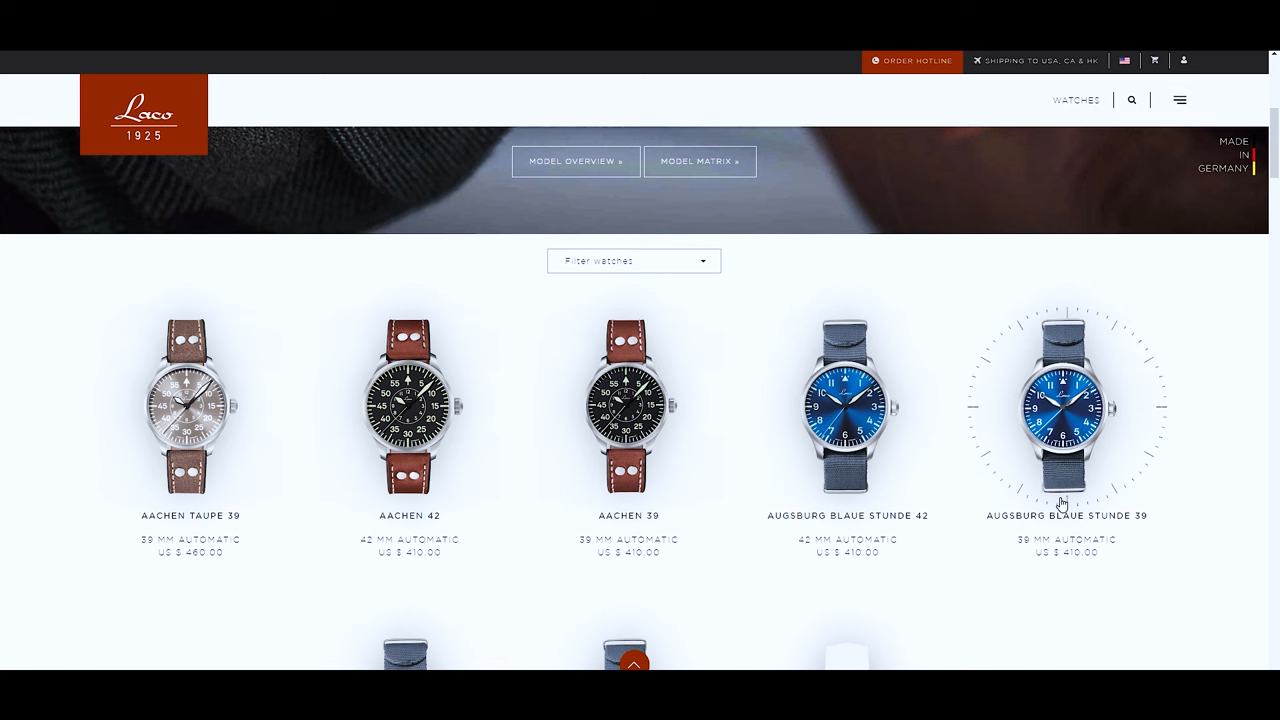 ORDER HOTLINE
SHIPPING TO USA, CA & HK
Laco
1925
WATCHES
MADE
IN
GERMANY
MODEL OVERVIEW »
MODEL MATRIX »
Filter watches
AACHEN TAUPE 39
39 MM AUTOMATIC
US $ 460.00
AACHEN 42
42 MM AUTOMATIC
US $ 410.00
AACHEN 39
39 MM AUTOMATIC
US $ 410.00
AUGSBURG BLAUE STUNDE 42
42 MM AUTOMATIC
US $ 410.00
AUGSBURG BLAUE STUNDE 39
39 MM AUTOMATIC
US $ 410.00